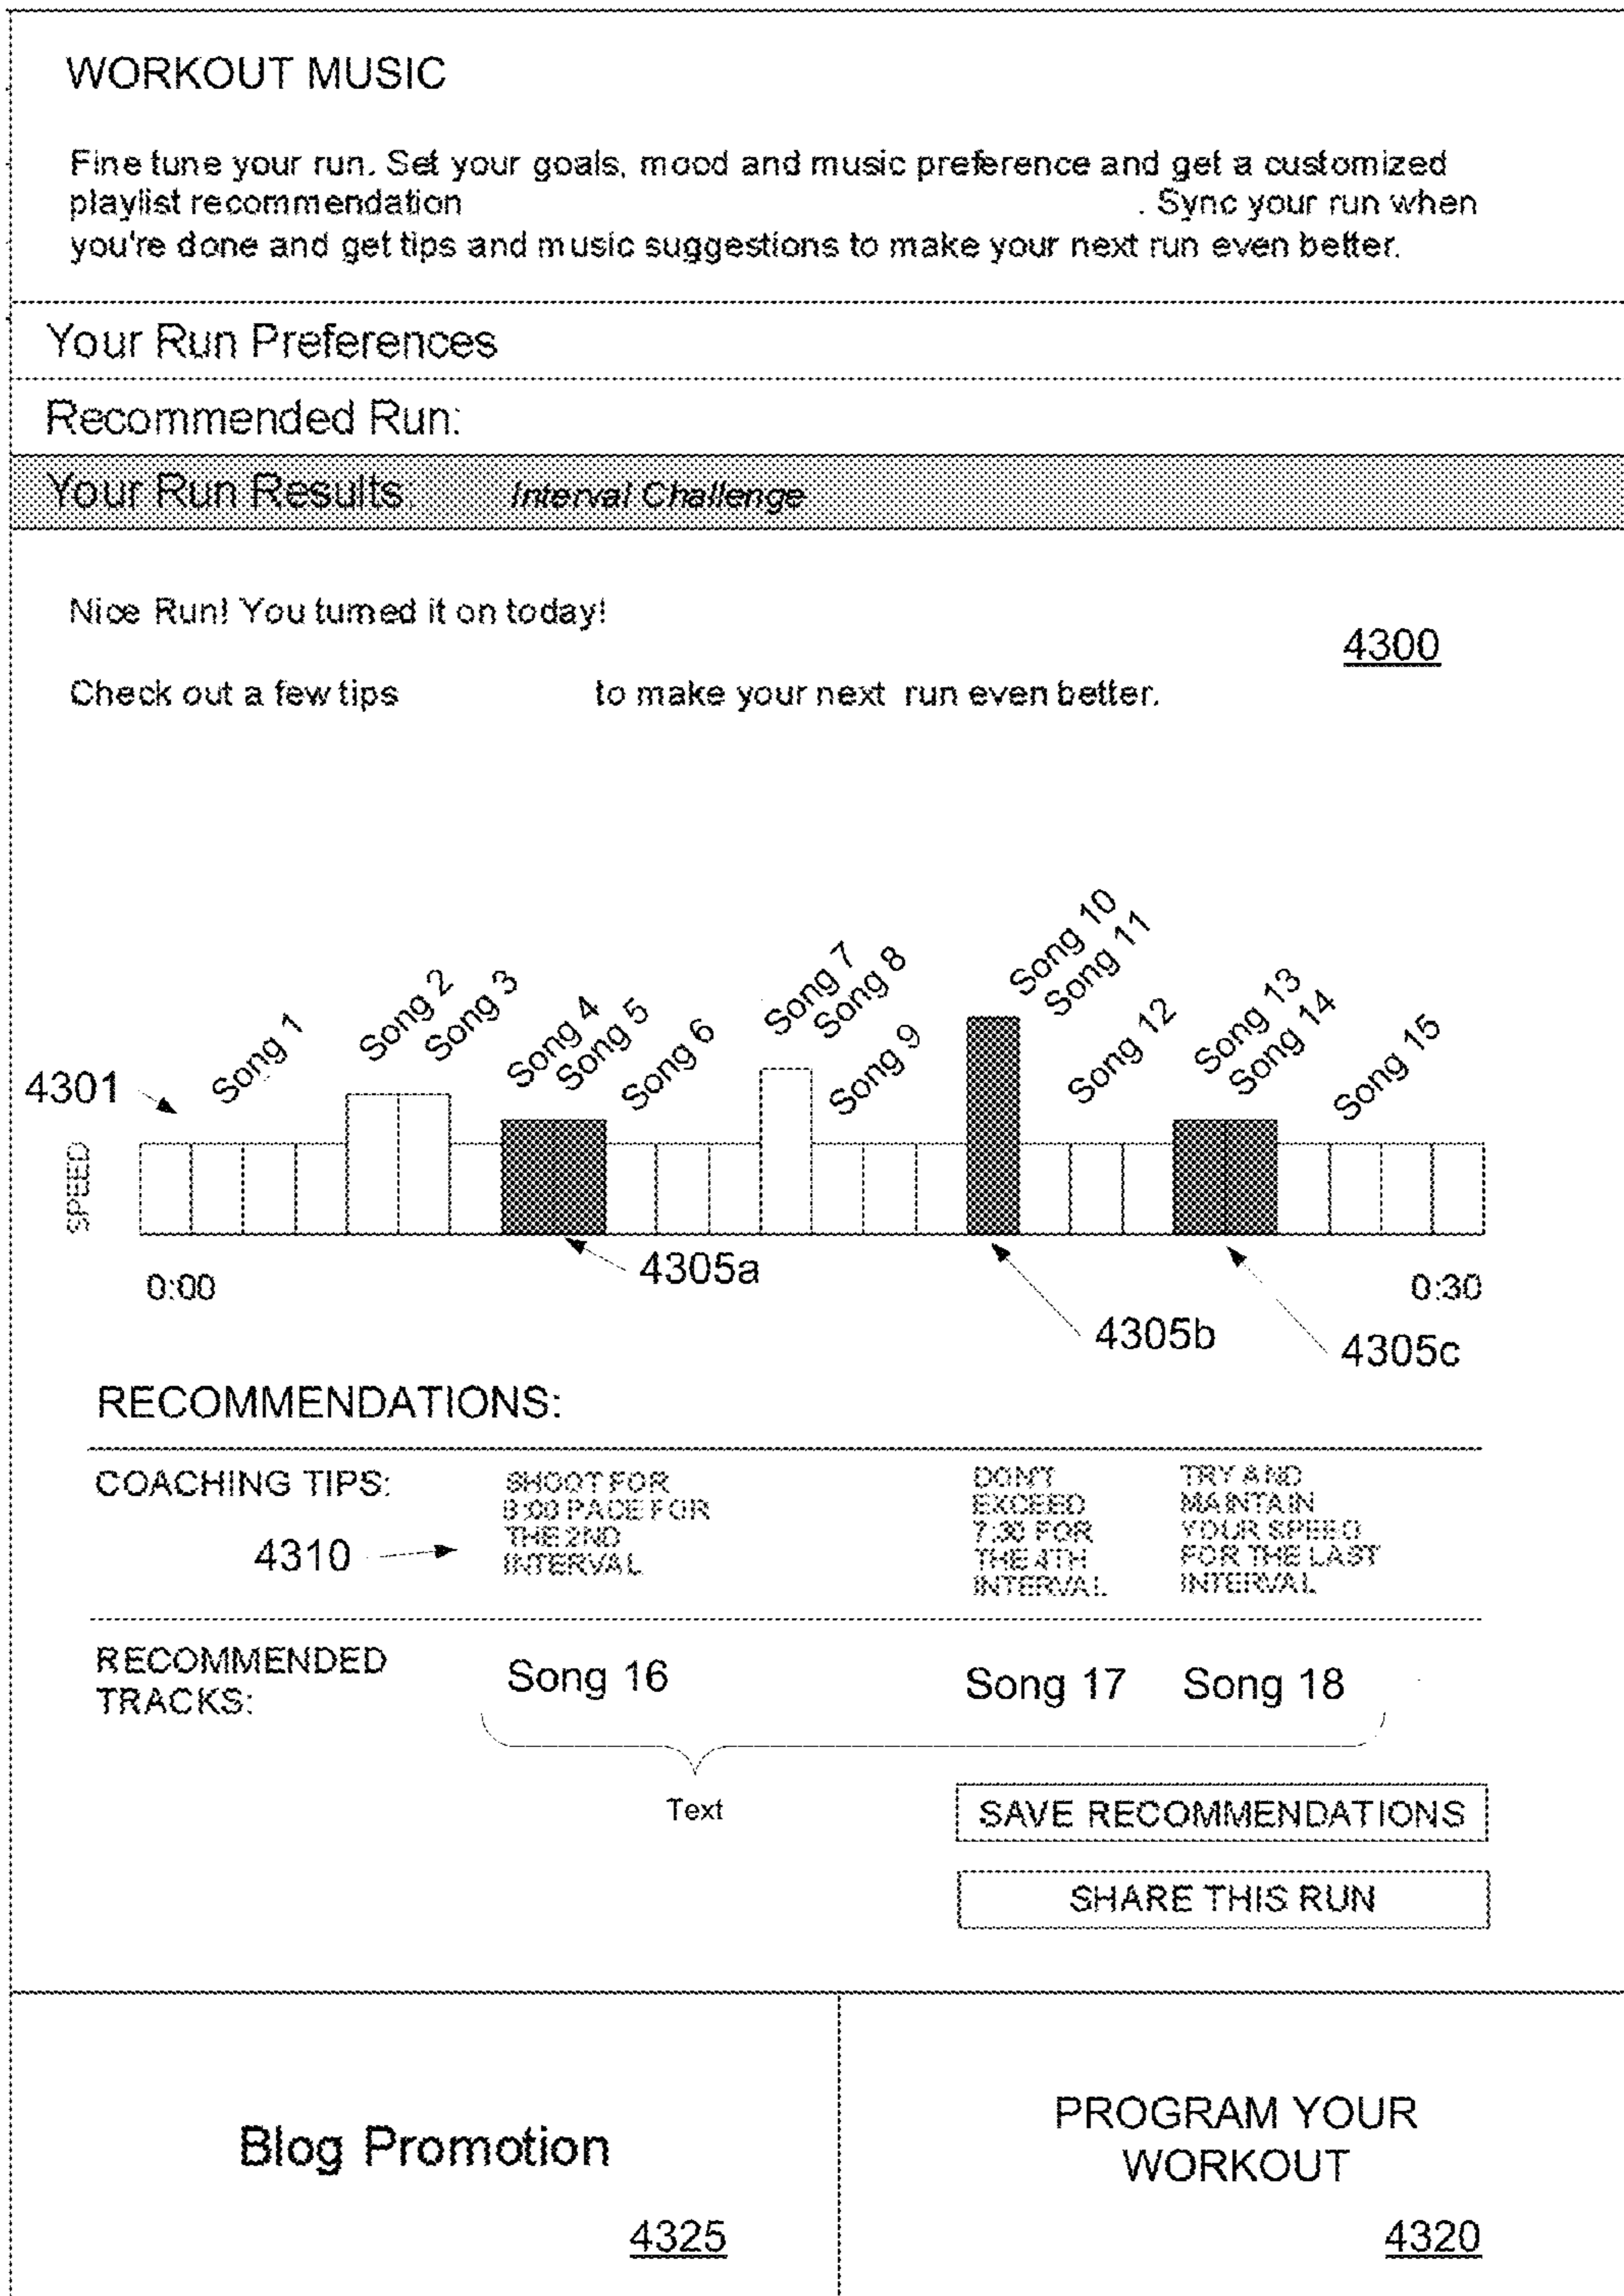 WORKOUT MUSIC
Fine tune your run. Set your goals, mood and music preference and get a customized
playlist recommendation . Sync your run when
you're done and get tips and music suggestions to make your next run even better.
Your Run Preferences
Recommended Run:
Your Run Results: Interval Challenge
Nice Run! You turned it on today!
4300
Check out a few tips to make your next run even better.
Song 1
Song 2
Song 3
Song 4
Song 5
Song 6
Song 7
Song 8
Song 9
Song 10
Song 11
Song 12
Song 13
Song 14
Song 15
4301
SPEED
0:00
4305a
0:30
4305b
4305c
RECOMMENDATIONS:
COACHING TIPS:
4310
SHOOT FOR
8:00 PACE FOR
THE 2ND
INTERVAL
DON'T
EXCEED
7:30 FOR
THE 4TH
INTERVAL
TRY AND
MAINTAIN
YOUR SPEED
FOR THE LAST
INTERVAL
RECOMMENDED
TRACKS:
Song 16
Song 17
Song 18
Text
SAVE RECOMMENDATIONS
SHARE THIS RUN
Blog Promotion
4325
PROGRAM YOUR
WORKOUT
4320